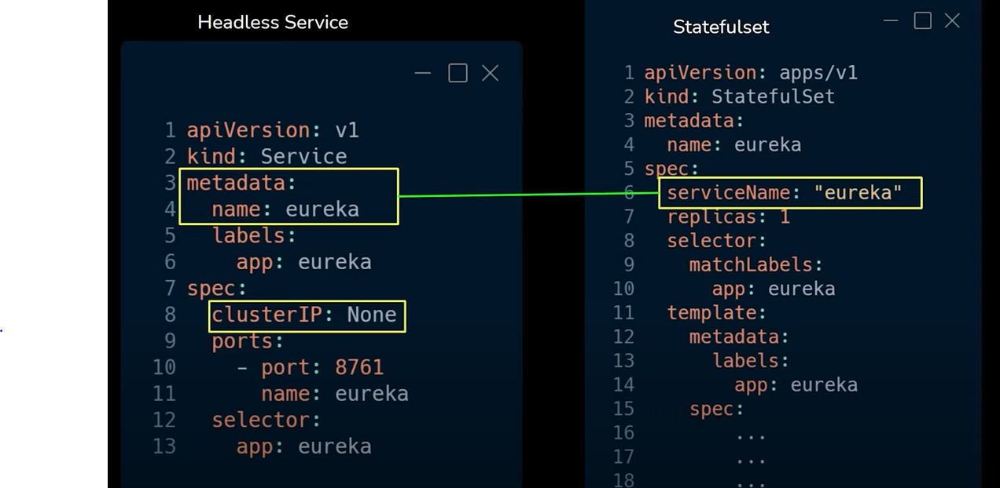 Headless Service
1 apiVersion: v1
2 kind: Service
3 metadata:
4   name: eureka
5   labels:
6     app: eureka
7 spec:
8   clusterIP: None
9   ports:
10     - port: 8761
11       name: eureka
12   selector:
13     app: eureka
Statefulset
1 apiVersion: apps/v1
2 kind: StatefulSet
3 metadata:
4   name: eureka
5 spec:
6   serviceName: "eureka"
7   replicas: 1
8   selector:
9     matchLabels:
10       app: eureka
11   template:
12     metadata:
13       labels:
14         app: eureka
15     spec:
16         ...
17         ...
18         ...